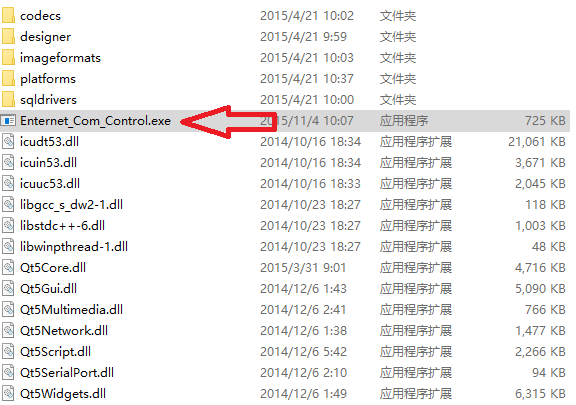 codecs 2015/4/21 10:02 文件夹
designer 2015/4/21 9:59 文件夹
imageformats 2015/4/21 10:03 文件夹
platforms 2015/4/21 10:37 文件夹
sqldrivers 2015/4/21 10:00 文件夹
Enternet_Com_Control.exe 2015/11/4 10:07 应用程序 725 KB
icudt53.dll 2014/10/16 18:34 应用程序扩展 21,061 KB
icuin53.dll 2014/10/16 18:34 应用程序扩展 3,671 KB
icuuc53.dll 2014/10/16 18:33 应用程序扩展 2,045 KB
libgcc_s_dw2-1.dll 2014/10/23 18:27 应用程序扩展 118 KB
libstdc++-6.dll 2014/10/23 18:27 应用程序扩展 1,003 KB
libwinpthread-1.dll 2014/10/23 18:27 应用程序扩展 48 KB
Qt5Core.dll 2015/3/31 9:01 应用程序扩展 4,716 KB
Qt5Gui.dll 2014/12/6 1:43 应用程序扩展 5,090 KB
Qt5Multimedia.dll 2014/12/6 2:41 应用程序扩展 766 KB
Qt5Network.dll 2014/12/6 1:38 应用程序扩展 1,477 KB
Qt5Script.dll 2014/12/6 5:42 应用程序扩展 2,266 KB
Qt5SerialPort.dll 2014/12/6 2:10 应用程序扩展 94 KB
Qt5Widgets.dll 2014/12/6 1:49 应用程序扩展 6,315 KB